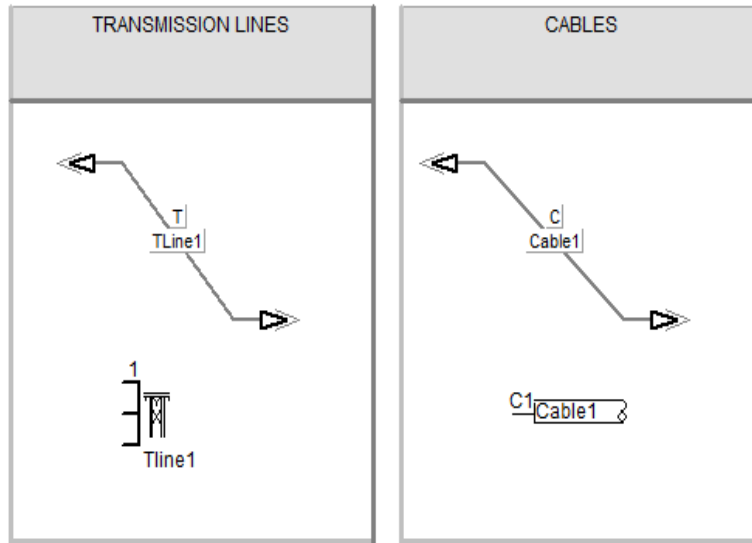 TRANSMISSION LINES
T
TLine1
1
Tline1
CABLES
C
Cable1
C1
Cable1